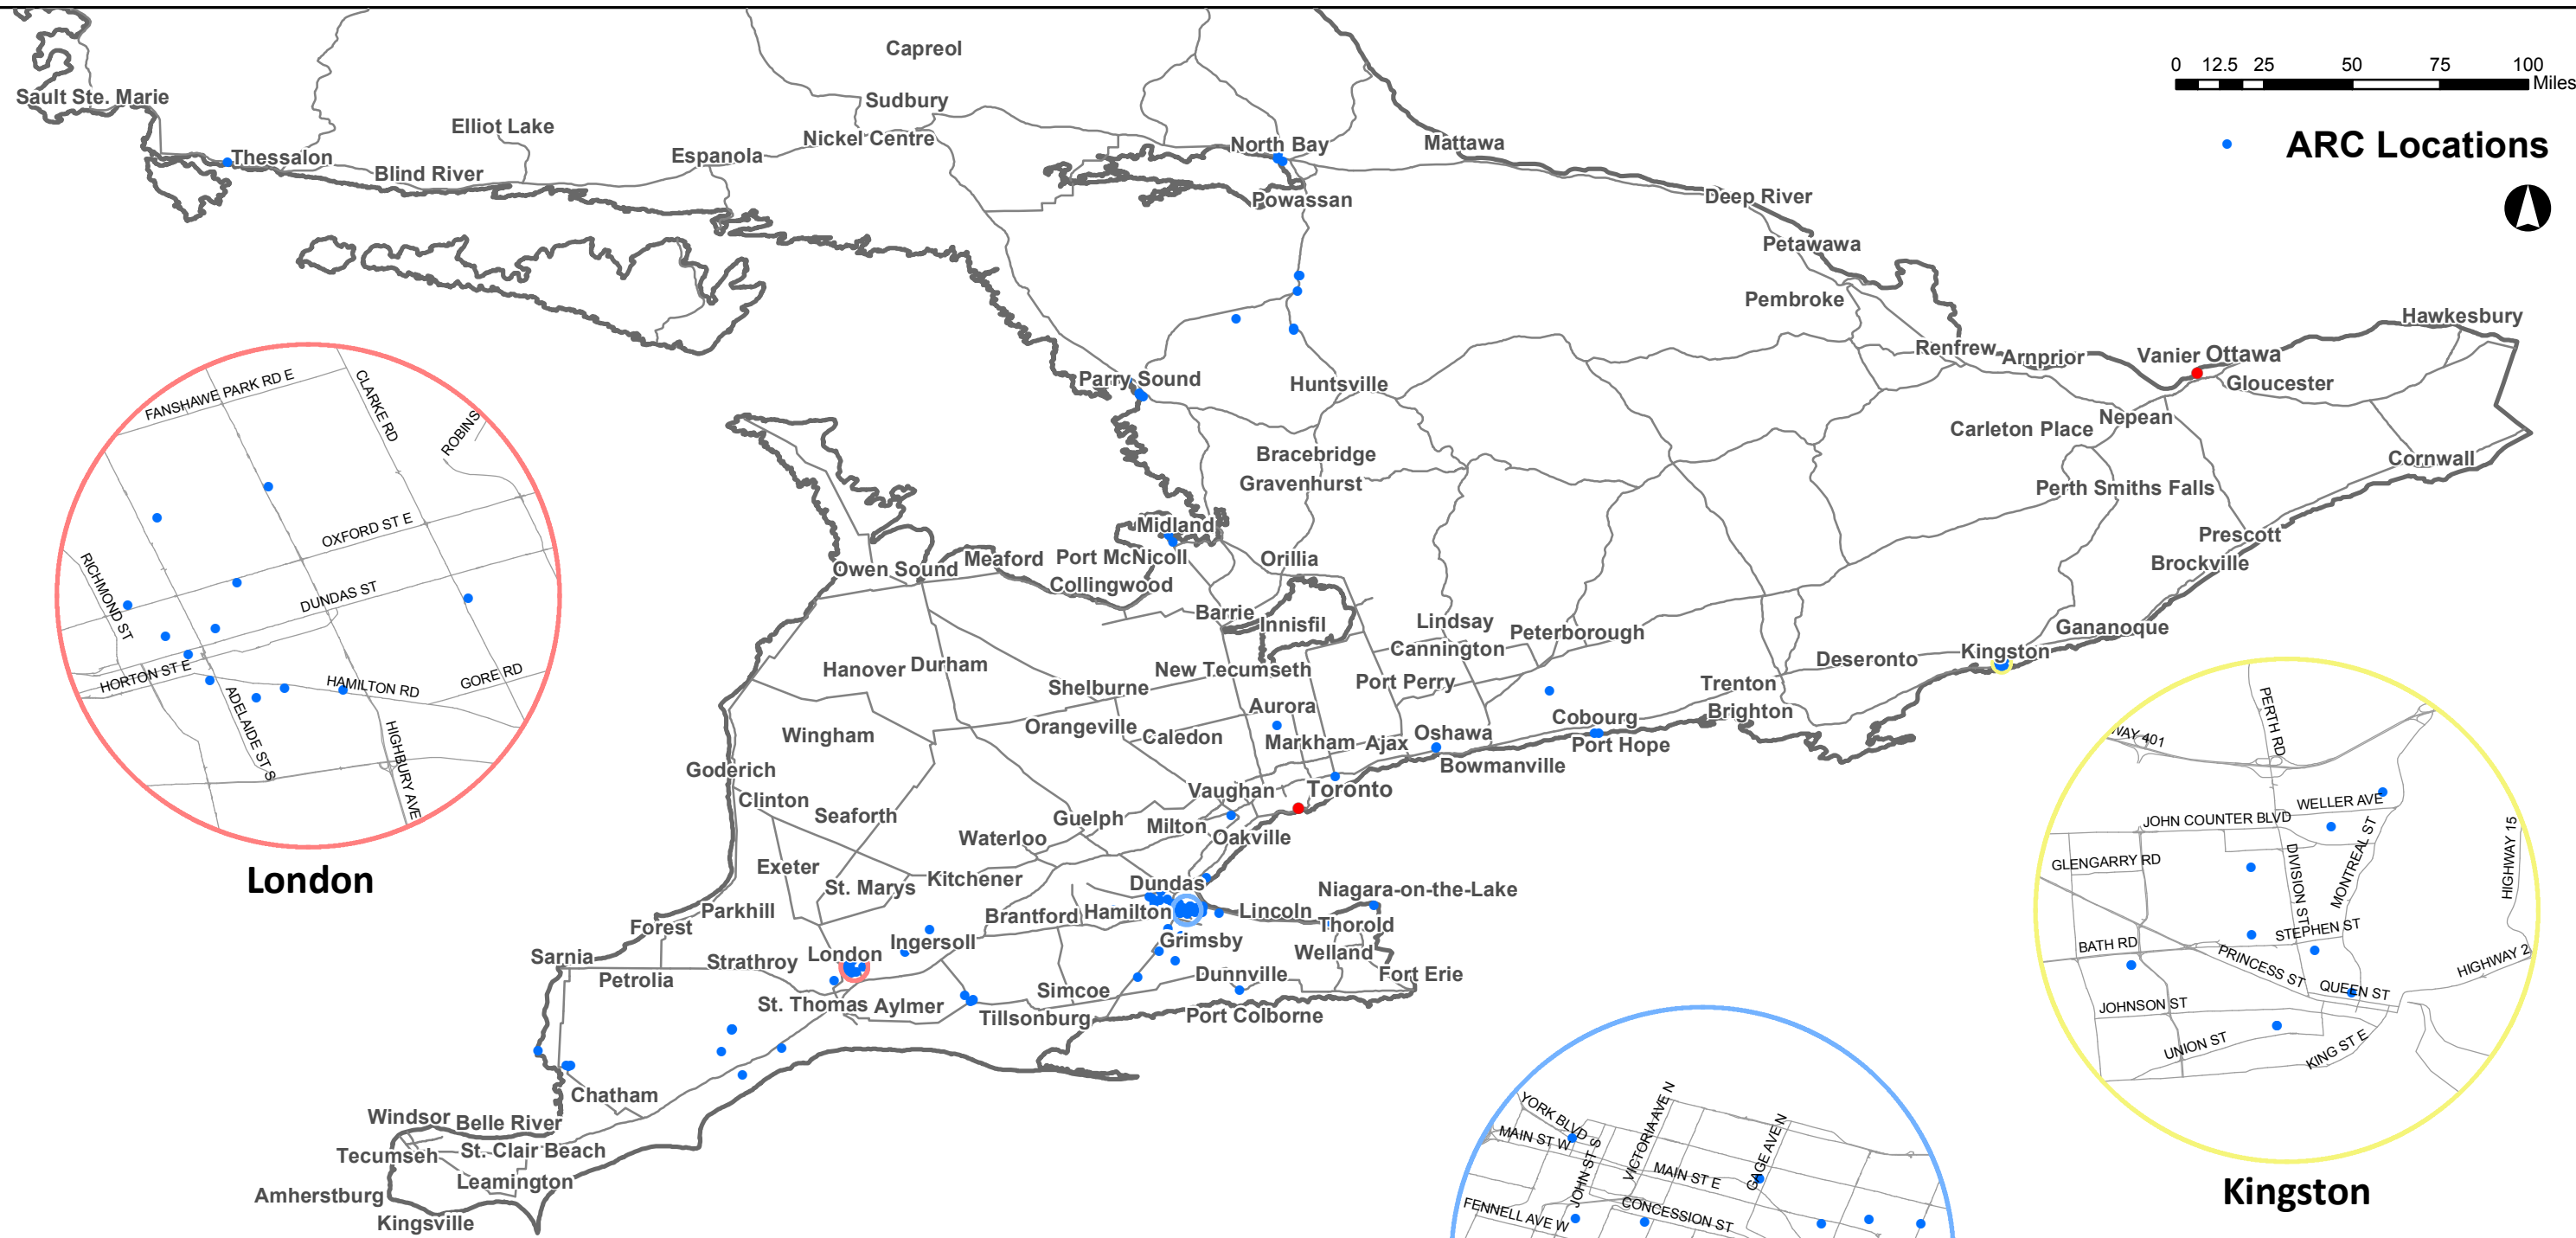 Capreol
0 12.5 25 50 75 100
Miles
Sault Ste. Marie
Sudbury
Elliot Lake
Nickel Centre
North Bay
Mattawa
ARC Locations
Thessalon
Espanola
Blind River
Powassan
Deep River
Petawawa
Pembroke
Hawkesbury
Renfrew
Arnprior
Vanier
Ottawa
Gloucester
Parry Sound
Huntsville
Nepean
Carleton Place
Bracebridge
Gravenhurst
Cornwall
Perth
Smiths Falls
Midland
Prescott
Port McNicoll
Meaford
Orillia
Owen Sound
Brockville
Collingwood
Barrie
Innisfil
Lindsay
Peterborough
Gananoque
Cannington
Kingston
Deseronto
Hanover
Durham
New Tecumseth
Shelburne
Port Perry
Trenton
Aurora
Brighton
Orangeville
Caledon
Wingham
Markham
Ajax
Oshawa
Cobourg
Port Hope
Bowmanville
Goderich
Vaughan
Toronto
Clinton
Seaforth
Guelph
Milton
Oakville
Waterloo
Exeter
St. Marys
Kitchener
Dundas
Niagara-on-the-Lake
Parkhill
Brantford
Hamilton
Lincoln
Thorold
Forest
Ingersoll
Grimsby
Welland
Sarnia
Petrolia
Strathroy
London
Dunnville
Fort Erie
Simcoe
St. Thomas
Aylmer
Tillsonburg
Port Colborne
Chatham
Windsor
Belle River
Tecumseh
St. Clair Beach
Leamington
Amherstburg
Kingsville
FANSHAWE PARK RD E
CLARKE RD
ROBINS
OXFORD ST E
RICHMOND ST
DUNDAS ST
HORTON ST E
HAMILTON RD
GORE RD
ADELAIDE ST S
HIGHBURY AVE
London
PERTH RD
WAY 401
WELLER AVE
JOHN COUNTER BLVD
GLENGARRY RD
DIVISION ST
MONTREAL ST
HIGHWAY 15
STEPHEN ST
BATH RD
PRINCESS ST
HIGHWAY 2
QUEEN ST
JOHNSON ST
UNION ST
KING ST E
Kingston
YORK BLVD
MAIN ST W
JOHN ST S
VICTORIA AVE N
MAIN ST E
GAGE AVE N
FENNELL AVE W
CONCESSION ST